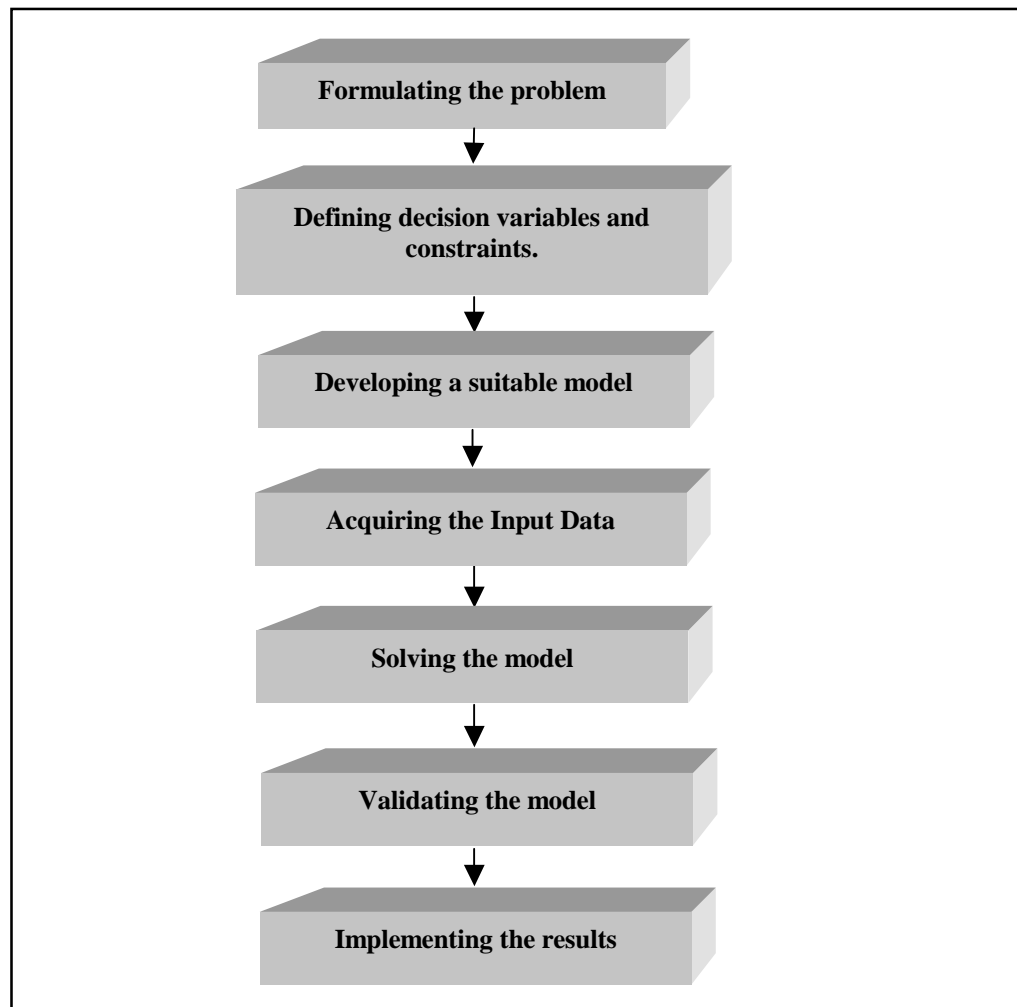 Formulating the problem
Defining decision variables and
constraints.
Developing a suitable model
Acquiring the Input Data
Solving the model
Validating the model
Implementing the results